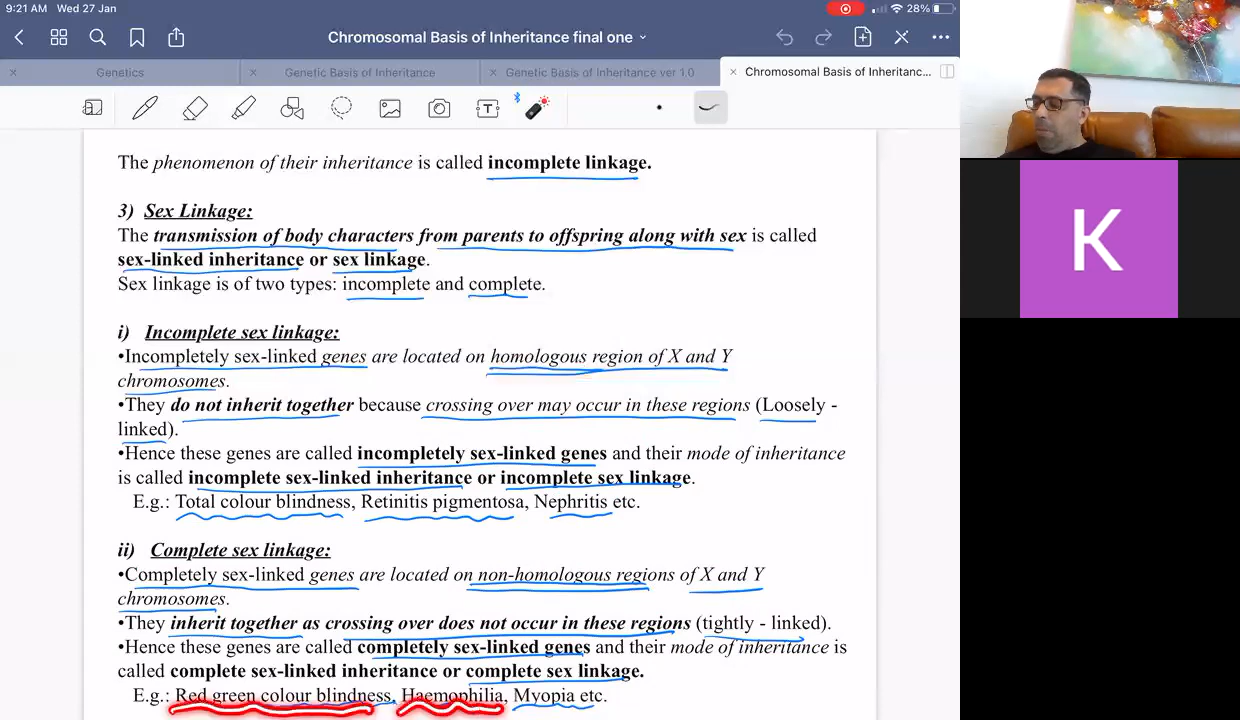 9:21 AM Wed 27 Jan
28%
Chromosomal Basis of Inheritance final one
Genetics
Genetic Basis of Inheritance
Genetic Basis of Inheritance ver 1.0
Chromosomal Basis of Inheritanc...
T
The phenomenon of their inheritance is called incomplete linkage.
3) Sex Linkage:
The transmission of body characters from parents to offspring along with sex is called
sex-linked inheritance or sex linkage.
Sex linkage is of two types: incomplete and complete.
i) Incomplete sex linkage:
•Incompletely sex-linked genes are located on homologous region of X and Y
chromosomes.
•They do not inherit together because crossing over may occur in these regions (Loosely -
linked).
•Hence these genes are called incompletely sex-linked genes and their mode of inheritance
is called incomplete sex-linked inheritance or incomplete sex linkage.
E.g.: Total colour blindness, Retinitis pigmentosa, Nephritis etc.
ii) Complete sex linkage:
•Completely sex-linked genes are located on non-homologous regions of X and Y
chromosomes.
•They inherit together as crossing over does not occur in these regions (tightly - linked).
•Hence these genes are called completely sex-linked genes and their mode of inheritance is
called complete sex-linked inheritance or complete sex linkage.
E.g.: Red green colour blindness, Haemophilia, Myopia etc.
K